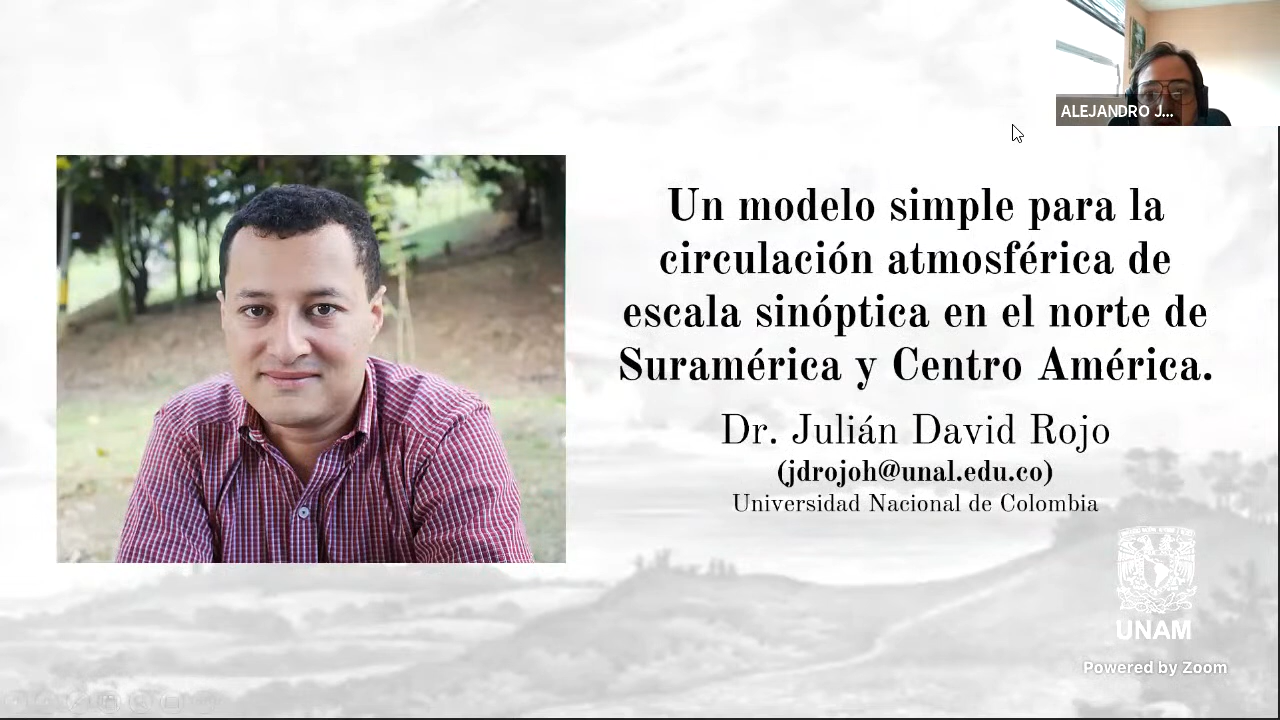 ALEJANDRO J...
Un modelo simple para la
circulación atmosférica de
escala sinóptica en el norte de
Suramérica y Centro América.
Dr. Julián David Rojo
(jdrojoh@unal.edu.co)
Universidad Nacional de Colombia
UNAM
Powered by Zoom